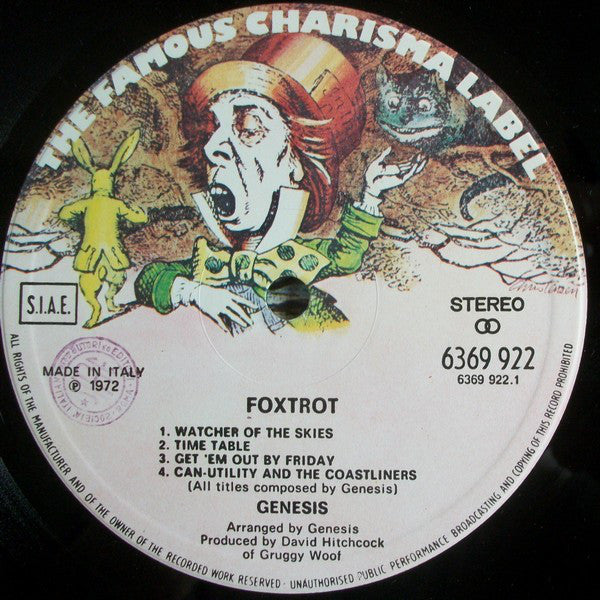 THE FAMOUS CHARISMA LABEL
S.I.A.E.
STEREO
6369 922
6369 922.1
MADE IN ITALY
℗ 1972
FOXTROT
1. WATCHER OF THE SKIES
2. TIME TABLE
3. GET 'EM OUT BY FRIDAY
4. CAN-UTILITY AND THE COASTLINERS
(All titles composed by Genesis)
GENESIS
Arranged by Genesis
Produced by David Hitchcock
of Gruggy Woof
ALL RIGHTS OF THE MANUFACTURER AND OF THE OWNER OF THE RECORDED WORK RESERVED - UNAUTHORISED PUBLIC PERFORMANCE BROADCASTING AND COPYING OF THIS RECORD PROHIBITED